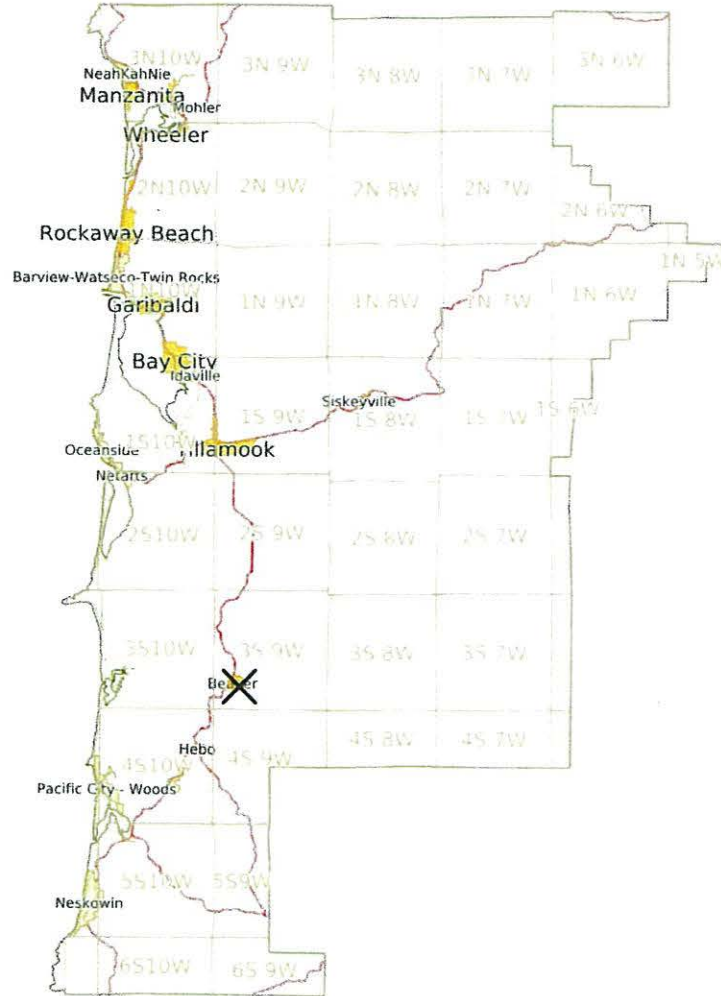 3N10W 3N 9W 3N 8W 3N 7W 3N 6W
NeahKahNie
Manzanita
Mohler
Wheeler
2N10W 2N 9W 2N 8W 2N 7W 2N 6W
Rockaway Beach
1N 5W
Barview-Watseco-Twin Rocks
1N10W 1N 9W 1N 8W 1N 7W 1N 6W
Garibaldi
Bay City
Idaville
Siskeyville
1S 9W 1S 8W 1S 7W 1S 6W
Oceanside 1S10W Tillamook
Netarts
2S10W 2S 9W 2S 8W 2S 7W
3S10W 3S 9W 3S 8W 3S 7W
Beaver
Hebo
4S10W 4S 9W 4S 8W 4S 7W
Pacific City - Woods
5S10W 5S9W
Neskowin
6S10W 6S 9W